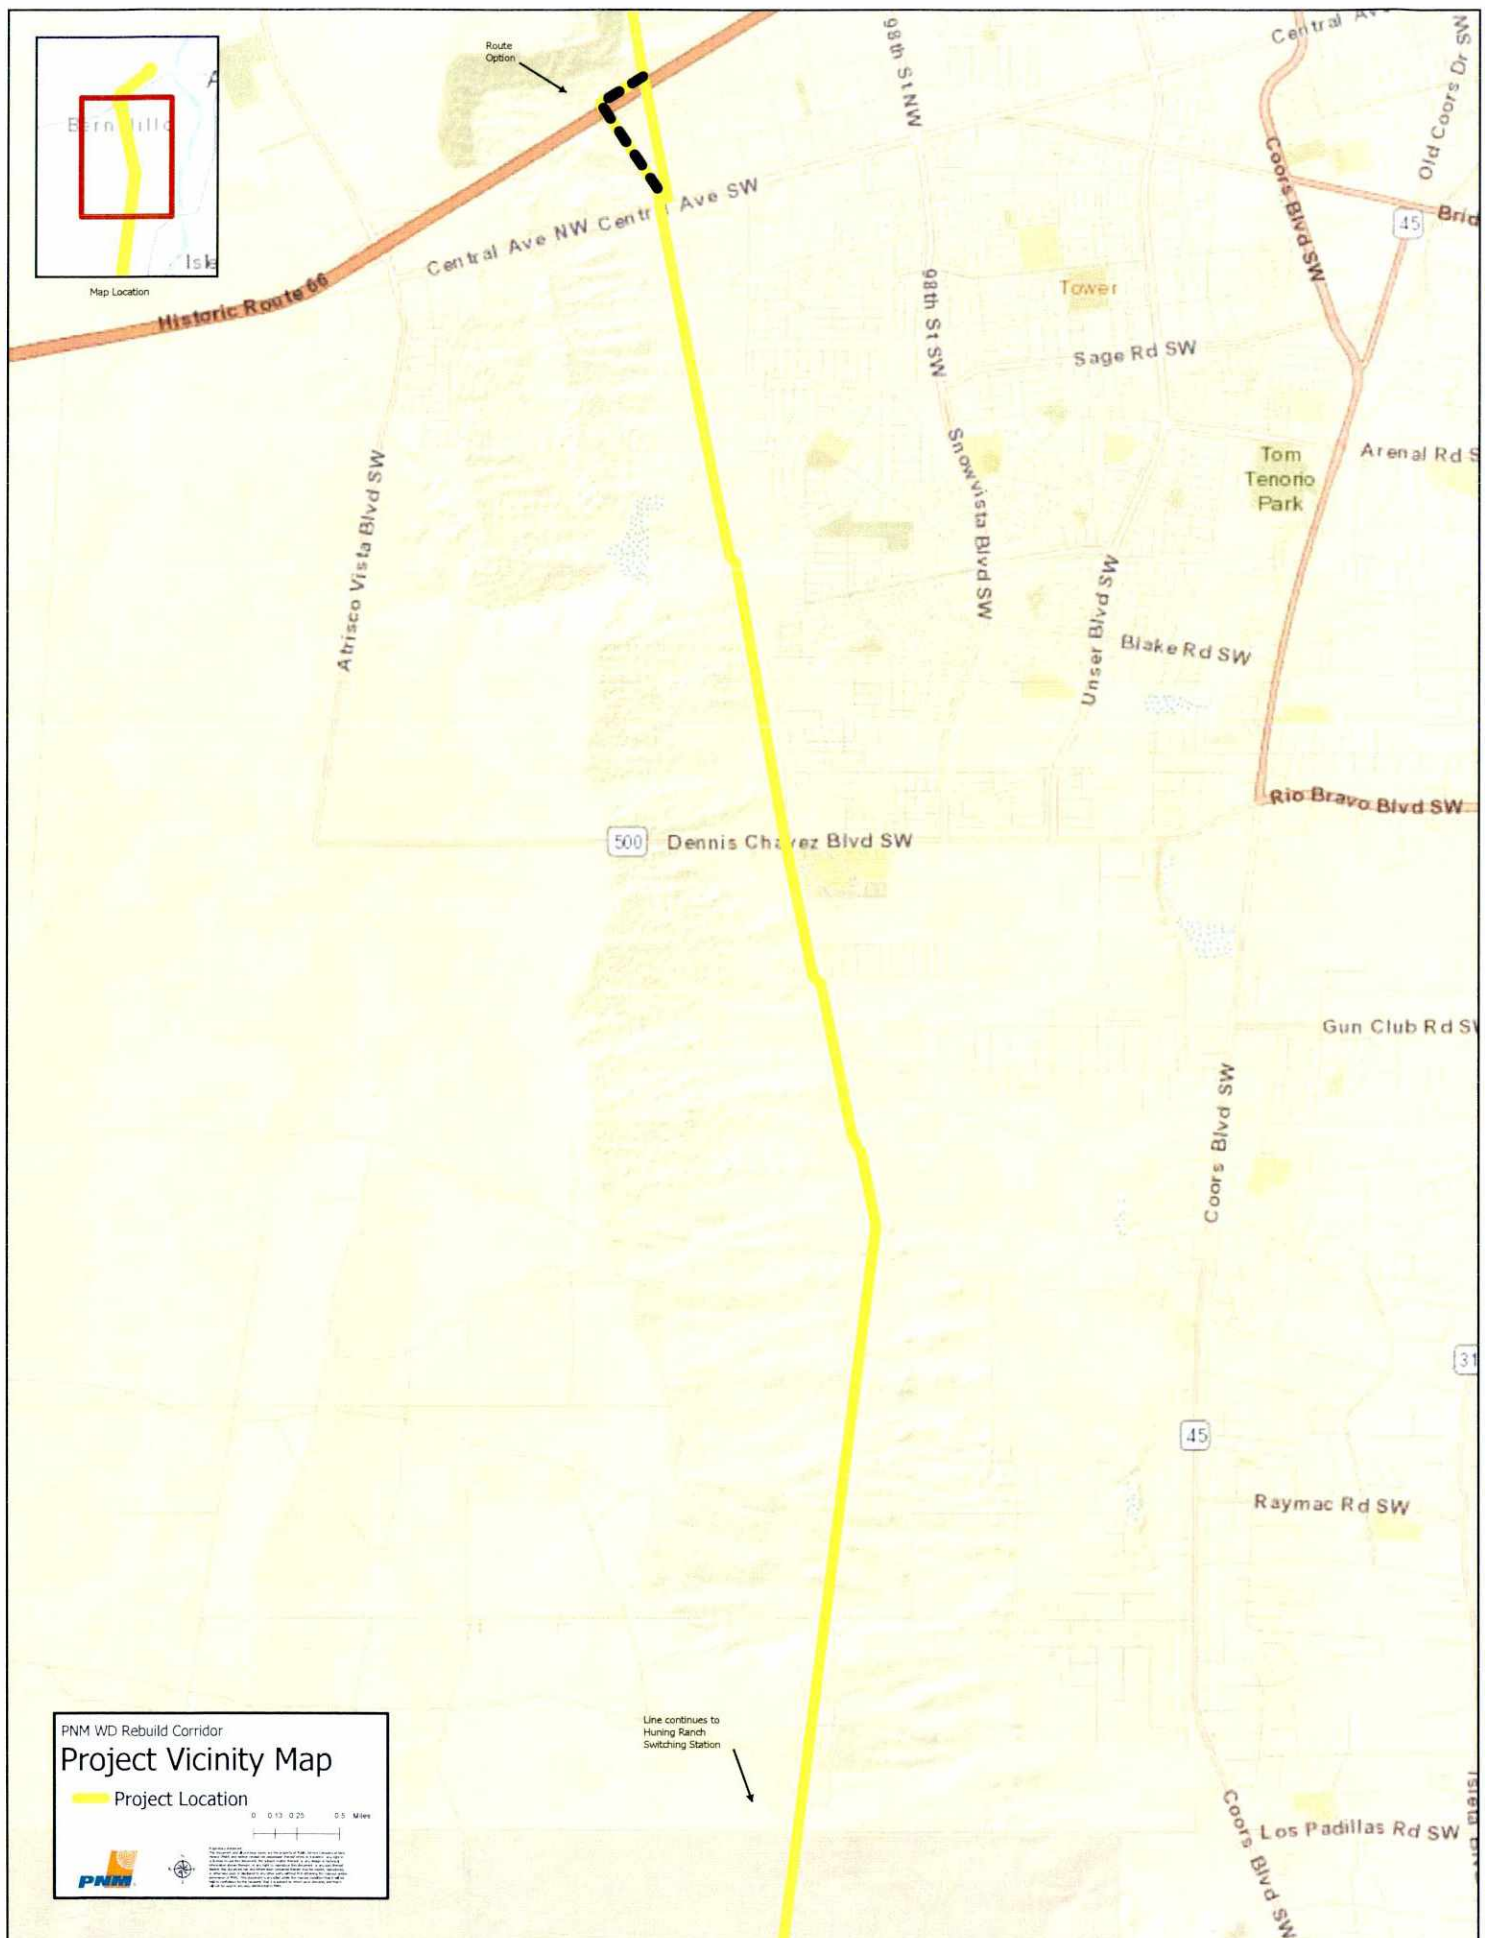 Route
Option
Bern
A
Isle
Map Location
Historic Route 66
Central Ave NW
Central Ave SW
98th St NW
98th St SW
Central Av
Old Coors Dr SW
Coors Blvd SW
45
Brid
Tower
Sage Rd SW
Snowvista Blvd SW
Tom
Tenorio
Park
Arenal Rd S
Atrisco Vista Blvd SW
Unser Blvd SW
Blake Rd SW
Rio Bravo Blvd SW
500
Dennis Chavez Blvd SW
Gun Club Rd SW
Coors Blvd SW
31
45
Raymac Rd SW
Line continues to
Huning Ranch
Switching Station
Coors Blvd SW
Los Padillas Rd SW
Isleta
PNM WD Rebuild Corridor
Project Vicinity Map
Project Location
0 0.13 0.25 0.5 Miles
PNM